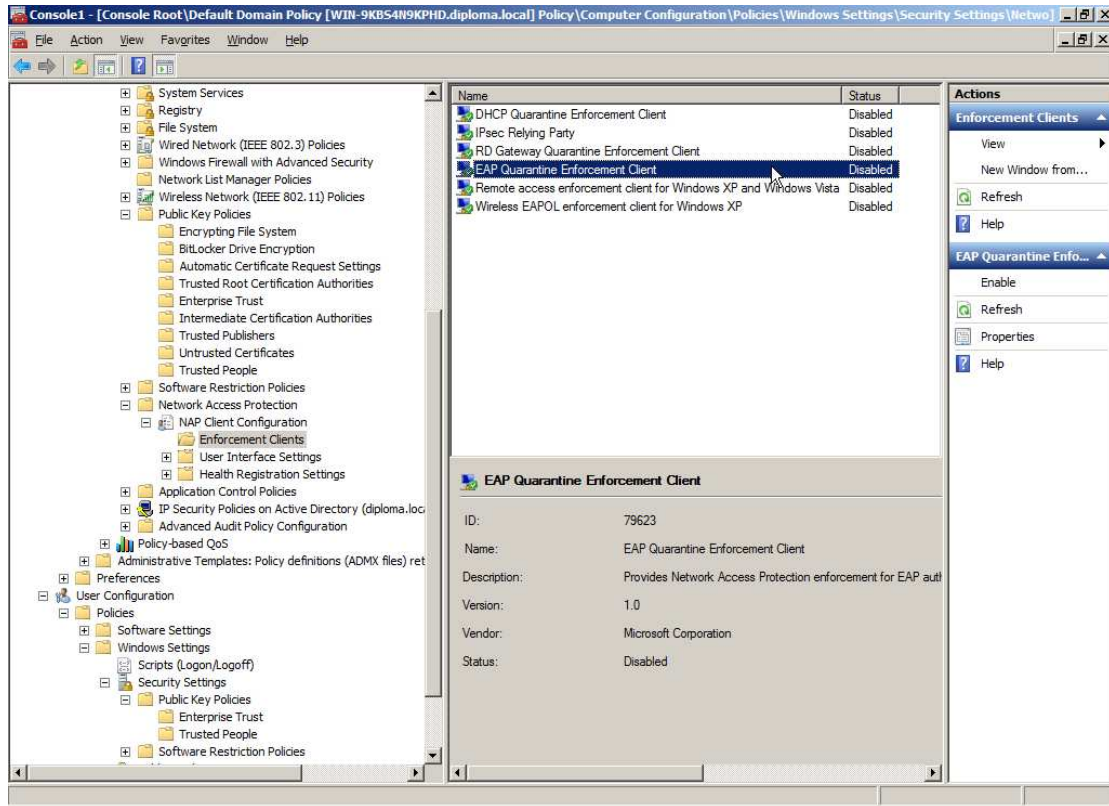 Console1 - [Console Root\Default Domain Policy [WIN-9KBS4N9KPHD.diploma.local] Policy\Computer Configuration\Policies\Windows Settings\Security Settings\Netwo]
File Action View Favorites Window Help
System Services
Registry
File System
Wired Network (IEEE 802.3) Policies
Windows Firewall with Advanced Security
Network List Manager Policies
Wireless Network (IEEE 802.11) Policies
Public Key Policies
Encrypting File System
BitLocker Drive Encryption
Automatic Certificate Request Settings
Trusted Root Certification Authorities
Enterprise Trust
Intermediate Certification Authorities
Trusted Publishers
Untrusted Certificates
Trusted People
Software Restriction Policies
Network Access Protection
NAP Client Configuration
Enforcement Clients
User Interface Settings
Health Registration Settings
Application Control Policies
IP Security Policies on Active Directory (diploma.loc
Advanced Audit Policy Configuration
Policy-based QoS
Administrative Templates: Policy definitions (ADMX files) ret
Preferences
User Configuration
Policies
Software Settings
Windows Settings
Scripts (Logon/Logoff)
Security Settings
Public Key Policies
Enterprise Trust
Trusted People
Software Restriction Policies
Name Status
DHCP Quarantine Enforcement Client Disabled
IPsec Relying Party Disabled
RD Gateway Quarantine Enforcement Client Disabled
EAP Quarantine Enforcement Client Disabled
Remote access enforcement client for Windows XP and Windows Vista Disabled
Wireless EAPOL enforcement client for Windows XP Disabled
EAP Quarantine Enforcement Client
ID: 79623
Name: EAP Quarantine Enforcement Client
Description: Provides Network Access Protection enforcement for EAP auth
Version: 1.0
Vendor: Microsoft Corporation
Status: Disabled
Actions
Enforcement Clients
View
New Window from...
Refresh
Help
EAP Quarantine Enfo...
Enable
Refresh
Properties
Help